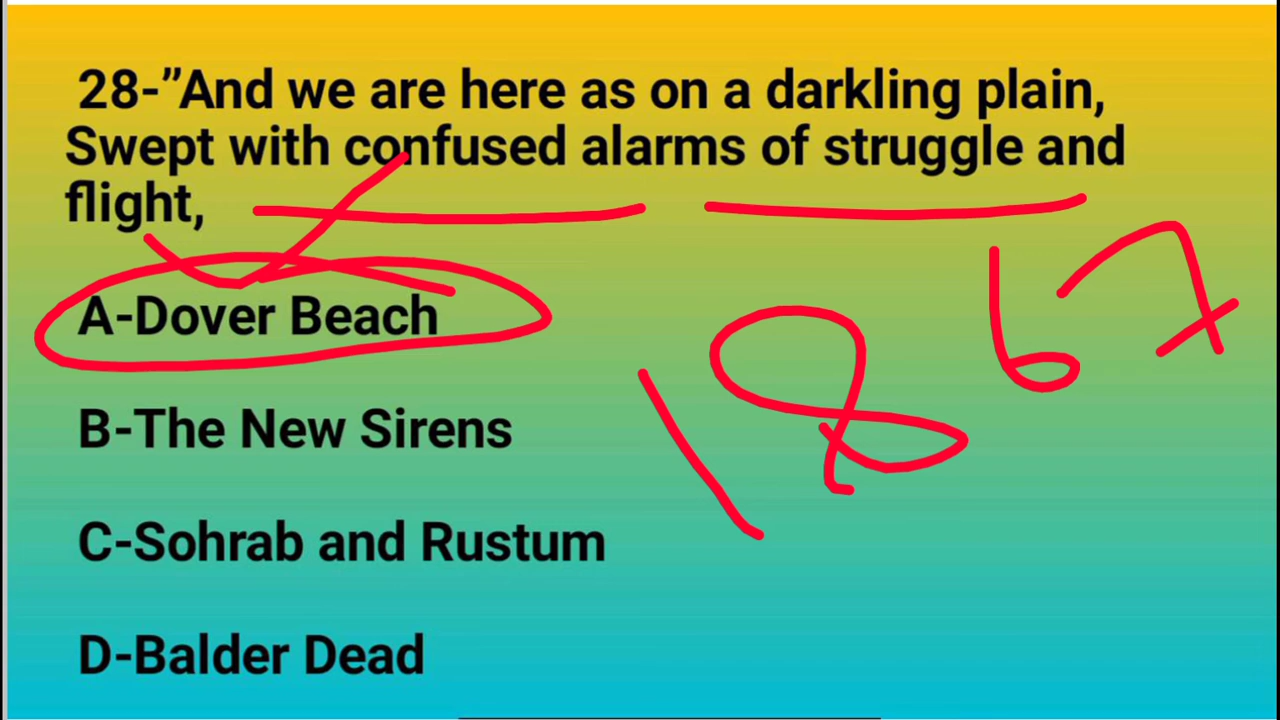 28-”And we are here as on a darkling plain,
Swept with confused alarms of struggle and
flight,
A-Dover Beach
1867
B-The New Sirens
C-Sohrab and Rustum
D-Balder Dead